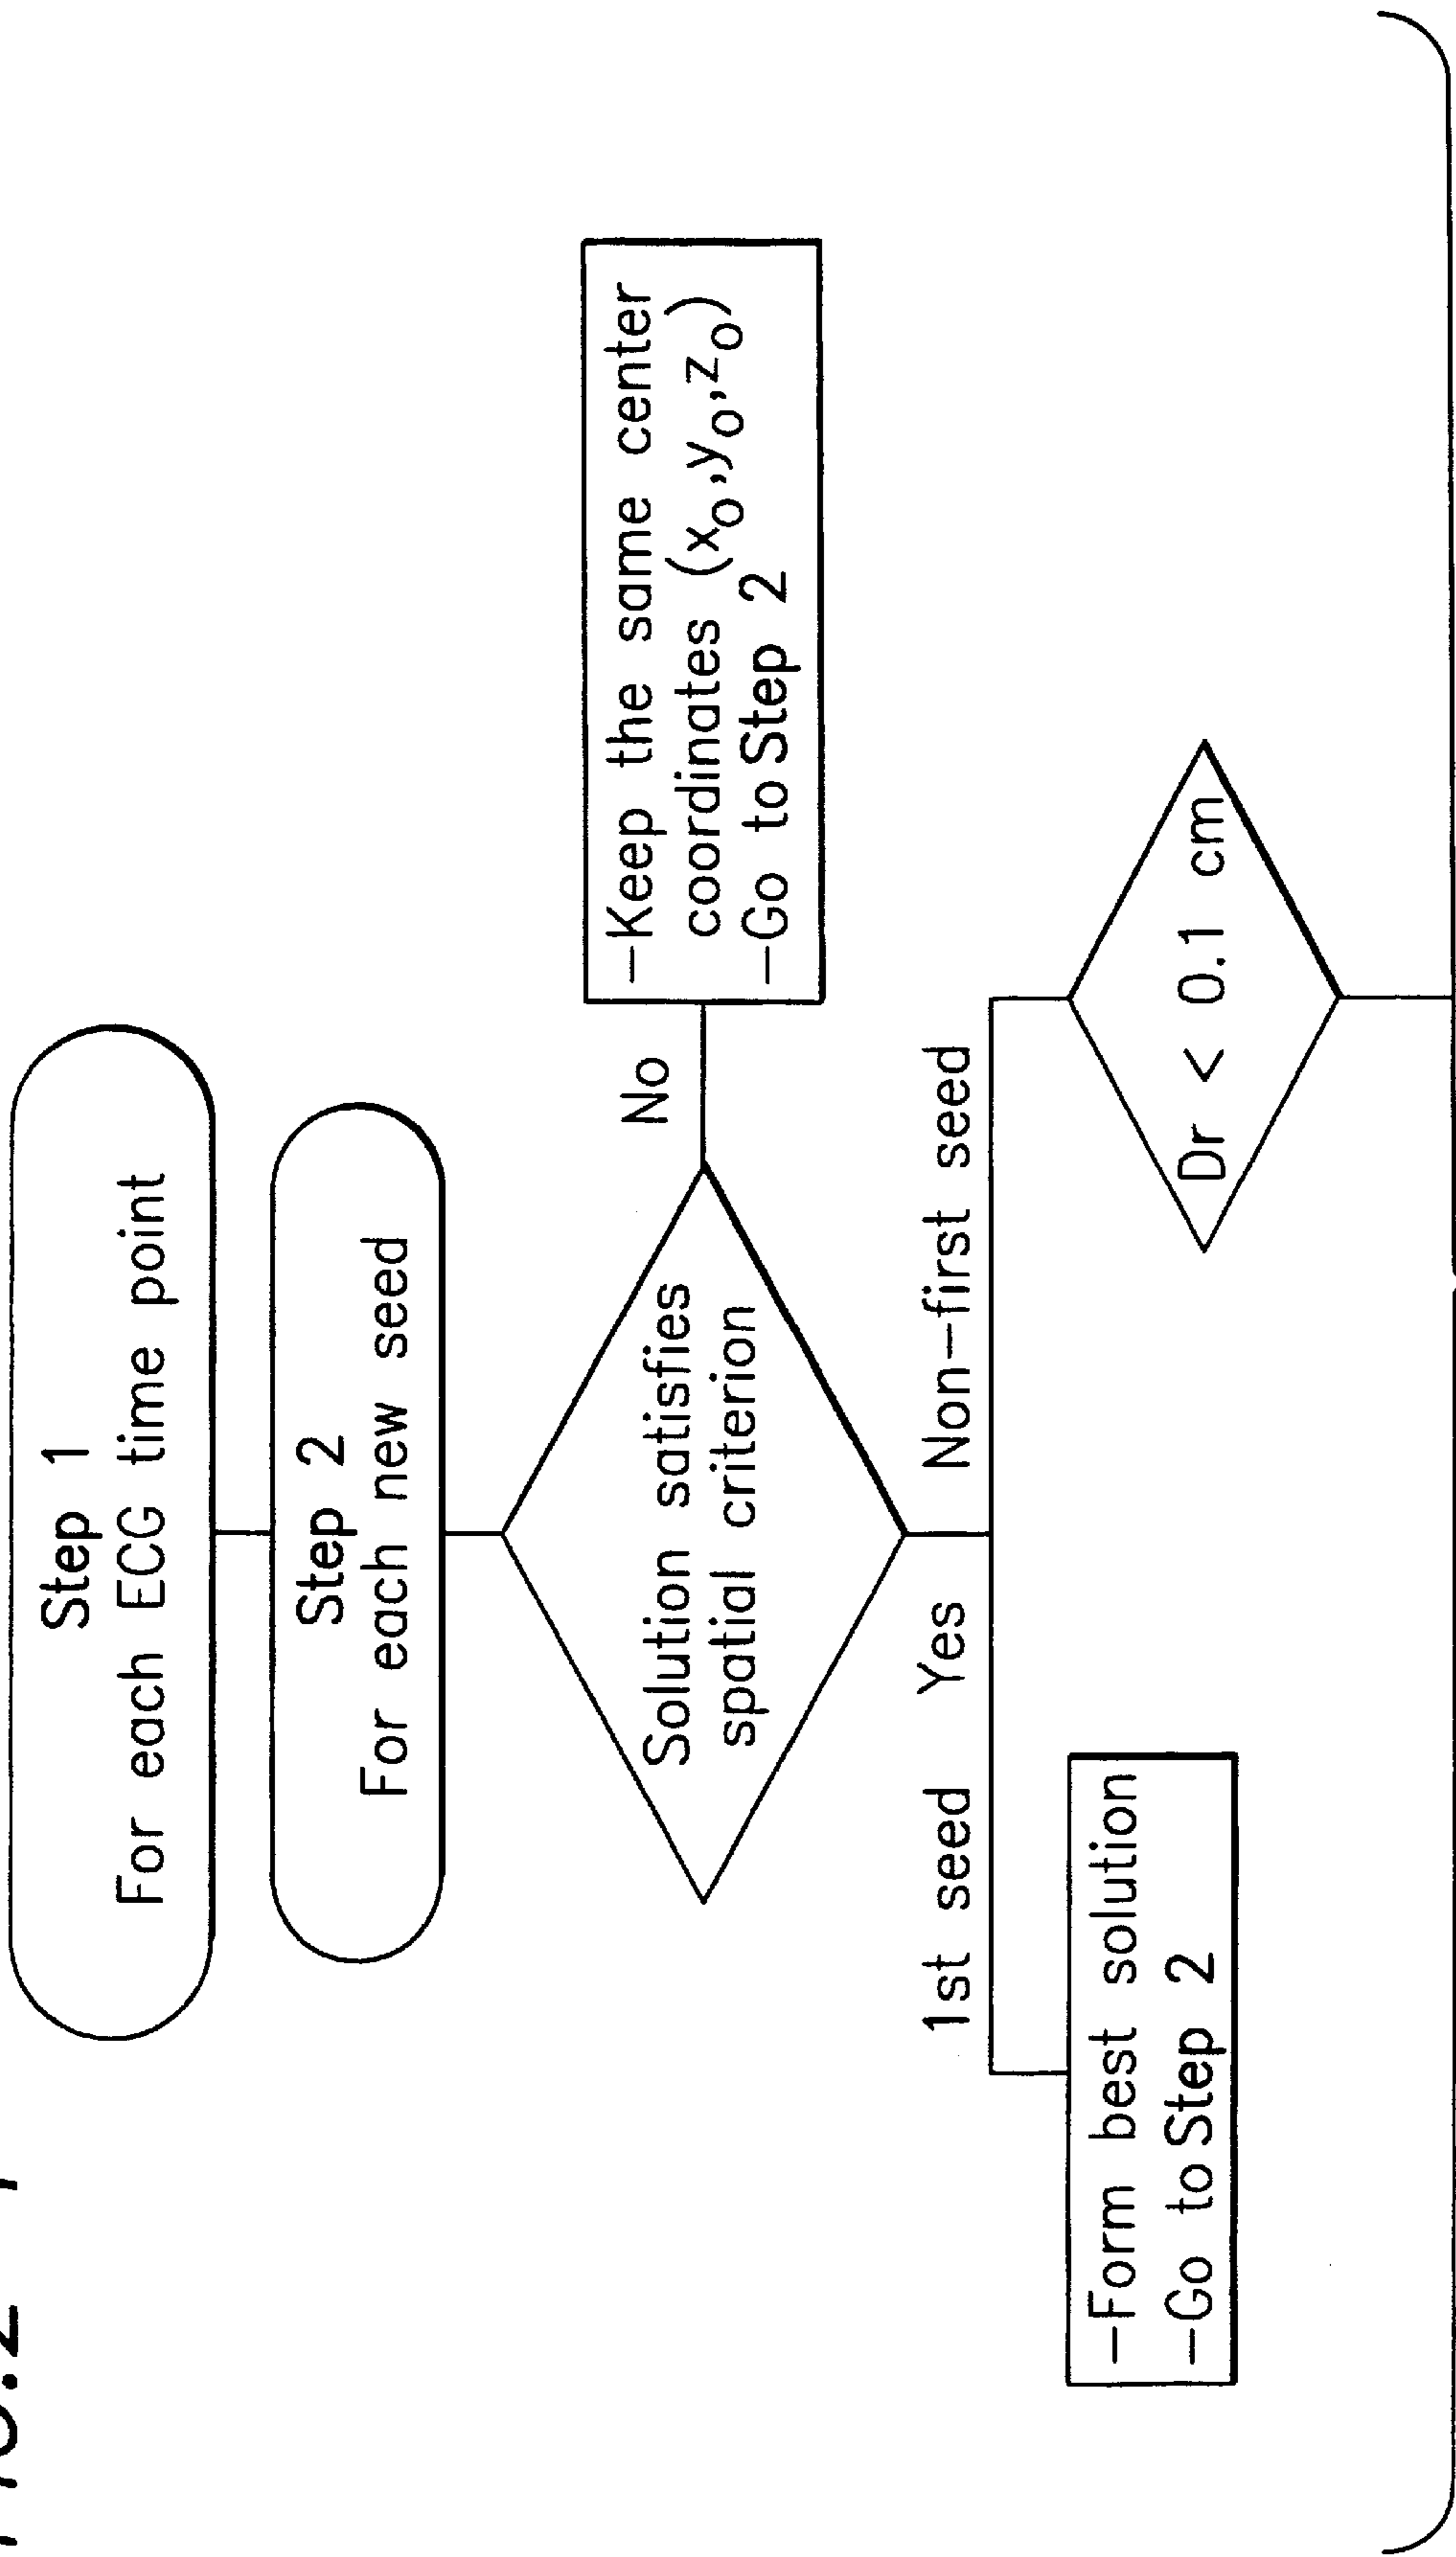 Step 1
For each ECG time point
Step 2
For each new seed
Solution satisfies
spatial criterion
No
—Keep the same center
coordinates (x₀,y₀,z₀)
—Go to Step 2
1st seed Yes Non—first seed
—Form best solution
—Go to Step 2
Dr < 0.1 cm